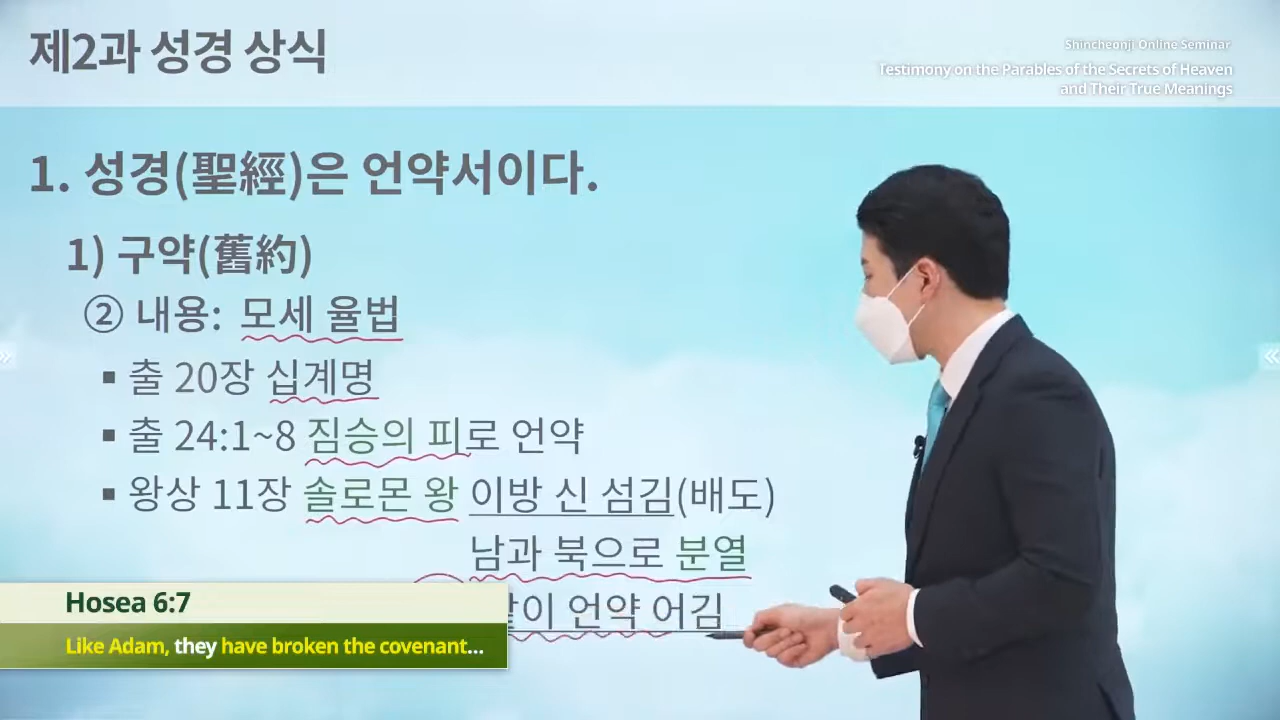 제2과 성경 상식
Shincheonji Online Seminar
Testimony on the Parables of the Secrets of Heaven
and Their True Meanings
1. 성경(聖經)은 언약서이다.
1) 구약(舊約)
② 내용: 모세 율법
▪ 출 20장 십계명
▪ 출 24:1~8 짐승의 피로 언약
▪ 왕상 11장 솔로몬 왕 이방 신 섬김(배도)
남과 북으로 분열
언약 어김
Hosea 6:7
Like Adam, they have broken the covenant...